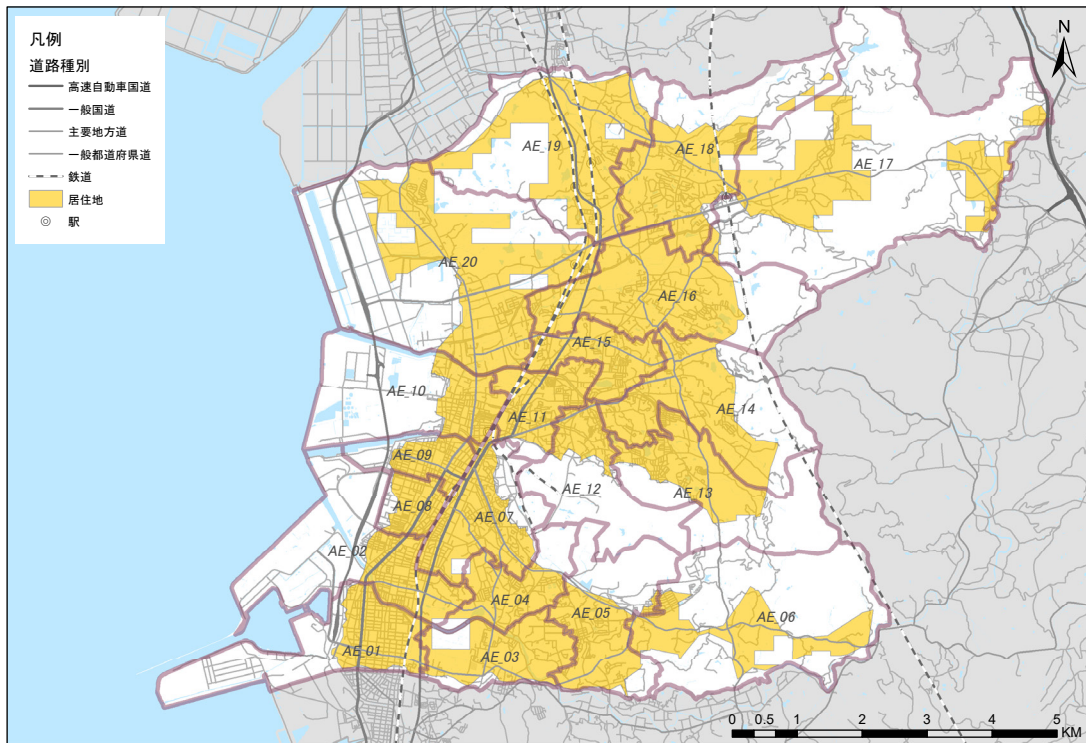 凡例
道路種別
高速自動車国道
一般国道
主要地方道
一般都道府県道
鉄道
居住地
駅
N
AE_19
AE_18
AE_17
AE_20
AE_16
AE_15
AE_10
AE_14
AE_11
AE_09
AE_12
AE_13
AE_08
AE_07
AE_02
AE_04
AE_05
AE_06
AE_01
AE_03
0 0.5 1 2 3 4 5
KM